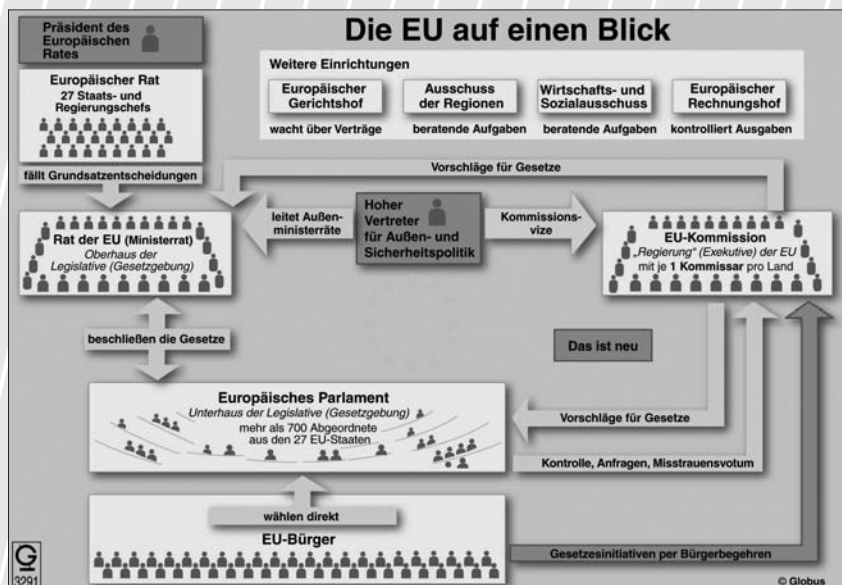 Die EU auf einen Blick
Präsident des
Europäischen
Rates
Europäischer Rat
27 Staats- und
Regierungschefs
fällt Grundsatzentscheidungen
Weitere Einrichtungen
Europäischer
Gerichtshof
wacht über Verträge
Ausschuss
der Regionen
beratende Aufgaben
Wirtschafts- und
Sozialausschuss
beratende Aufgaben
Europäischer
Rechnungshof
kontrolliert Ausgaben
Vorschläge für Gesetze
Rat der EU (Ministerrat)
Oberhaus der
Legislative (Gesetzgebung)
leitet Außen-
ministerräte
Hoher
Vertreter
für Außen- und
Sicherheitspolitik
Kommissions-
vize
EU-Kommission
„Regierung" (Exekutive) der EU
mit je 1 Kommissar pro Land
beschließen die Gesetze
Das ist neu
Europäisches Parlament
Unterhaus der Legislative (Gesetzgebung)
mehr als 700 Abgeordnete
aus den 27 EU-Staaten
Vorschläge für Gesetze
Kontrolle, Anfragen, Misstrauensvotum
wählen direkt
EU-Bürger
Gesetzesinitiativen per Bürgerbegehren
G
3291
© Globus